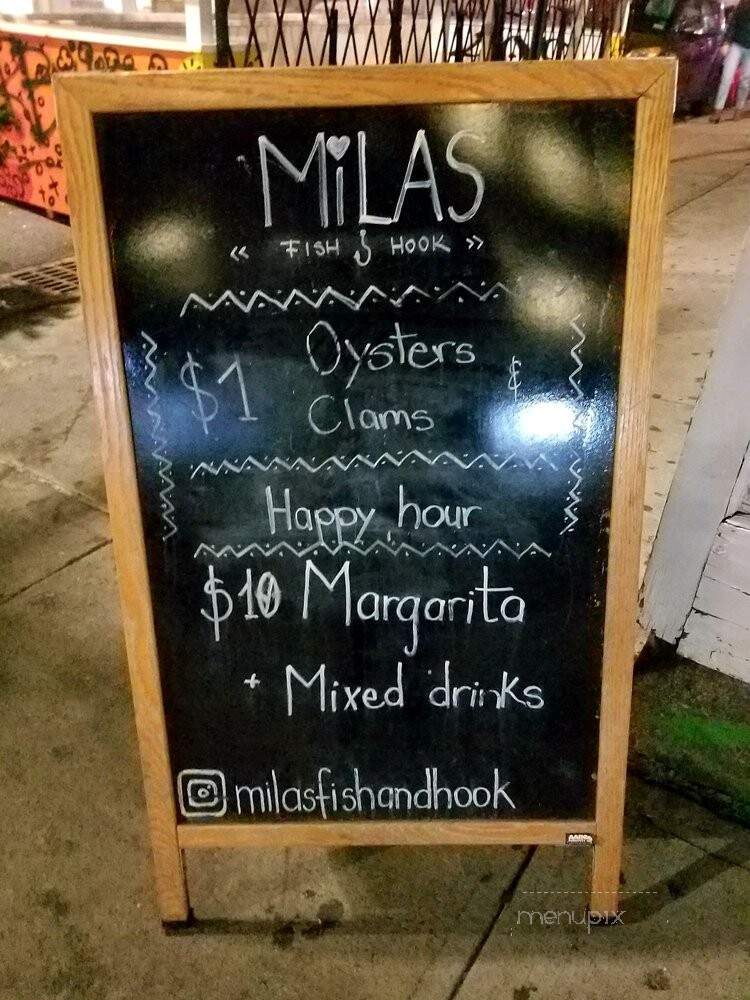 MiLAS
« FISH & HOOK »
$1 Oysters &
Clams
Happy hour
$10 Margarita
+ Mixed drinks
milasfishandhook
menupix